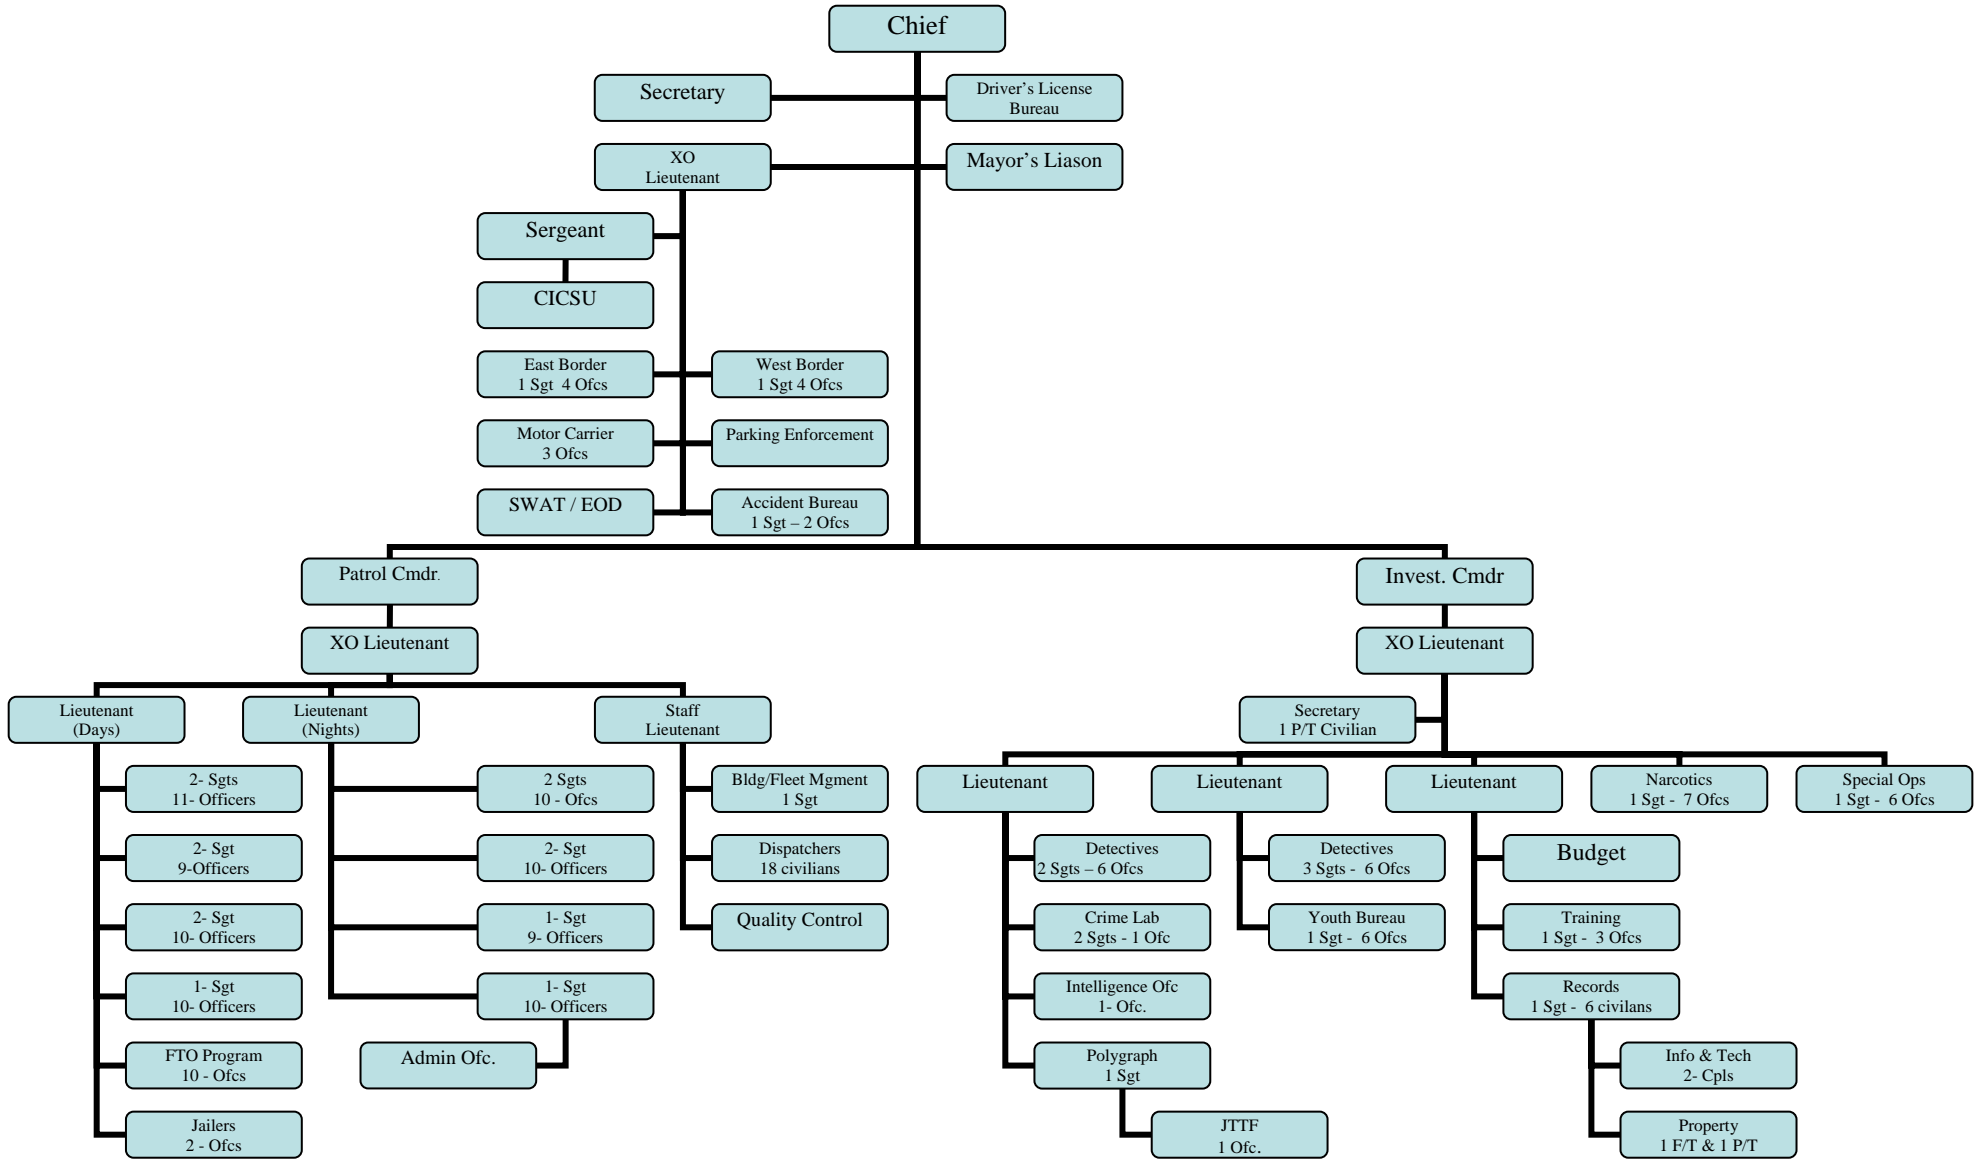 Chief
Secretary
Driver's License
Bureau
XO
Lieutenant
Mayor's Liason
Sergeant
CICSU
East Border
1 Sgt  4 Ofcs
West Border
1 Sgt 4 Ofcs
Motor Carrier
3 Ofcs
Parking Enforcement
SWAT / EOD
Accident Bureau
1 Sgt – 2 Ofcs
Patrol Cmdr.
Invest. Cmdr
XO Lieutenant
XO Lieutenant
Lieutenant
(Days)
Lieutenant
(Nights)
Staff
Lieutenant
Secretary
1 P/T Civilian
2- Sgts
11- Officers
2- Sgt
9-Officers
2- Sgt
10- Officers
1- Sgt
10- Officers
FTO Program
10 - Ofcs
Jailers
2 - Ofcs
2 Sgts
10 - Ofcs
2- Sgt
10- Officers
1- Sgt
9- Officers
1- Sgt
10- Officers
Admin Ofc.
Bldg/Fleet Mgment
1 Sgt
Dispatchers
18 civilians
Quality Control
Lieutenant
Lieutenant
Lieutenant
Narcotics
1 Sgt -  7 Ofcs
Special Ops
1 Sgt -  6 Ofcs
Detectives
2 Sgts – 6 Ofcs
Crime Lab
2 Sgts - 1 Ofc
Intelligence Ofc
1- Ofc.
Polygraph
1 Sgt
JTTF
1 Ofc.
Detectives
3 Sgts -  6 Ofcs
Youth Bureau
1 Sgt -  6 Ofcs
Budget
Training
1 Sgt -  3 Ofcs
Records
1 Sgt -  6 civilans
Info & Tech
2- Cpls
Property
1 F/T & 1 P/T